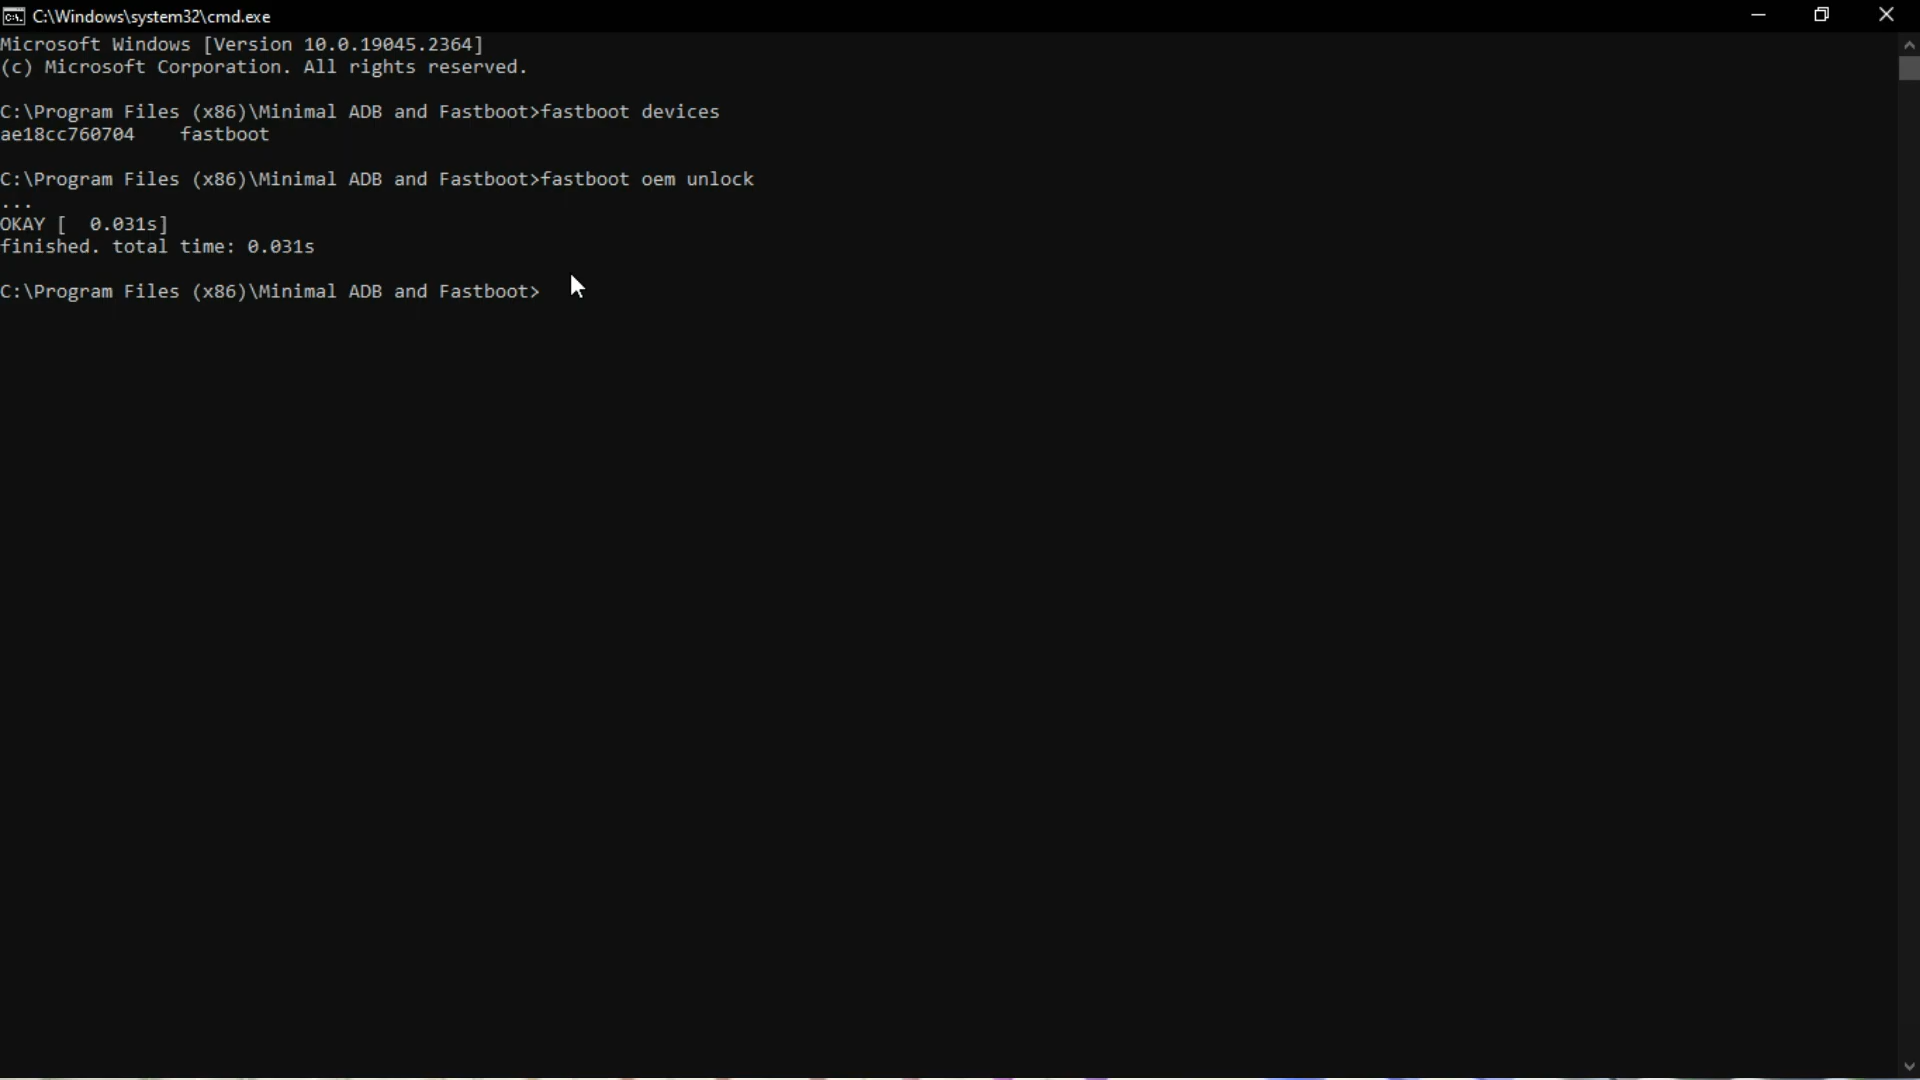 C:\Windows\system32\cmd.exe
Microsoft Windows [Version 10.0.19045.2364]
(c) Microsoft Corporation. All rights reserved.
C:\Program Files (x86)\Minimal ADB and Fastboot>fastboot devices
ae18cc760704    fastboot
C:\Program Files (x86)\Minimal ADB and Fastboot>fastboot oem unlock
...
OKAY [  0.031s]
finished. total time: 0.031s
C:\Program Files (x86)\Minimal ADB and Fastboot>